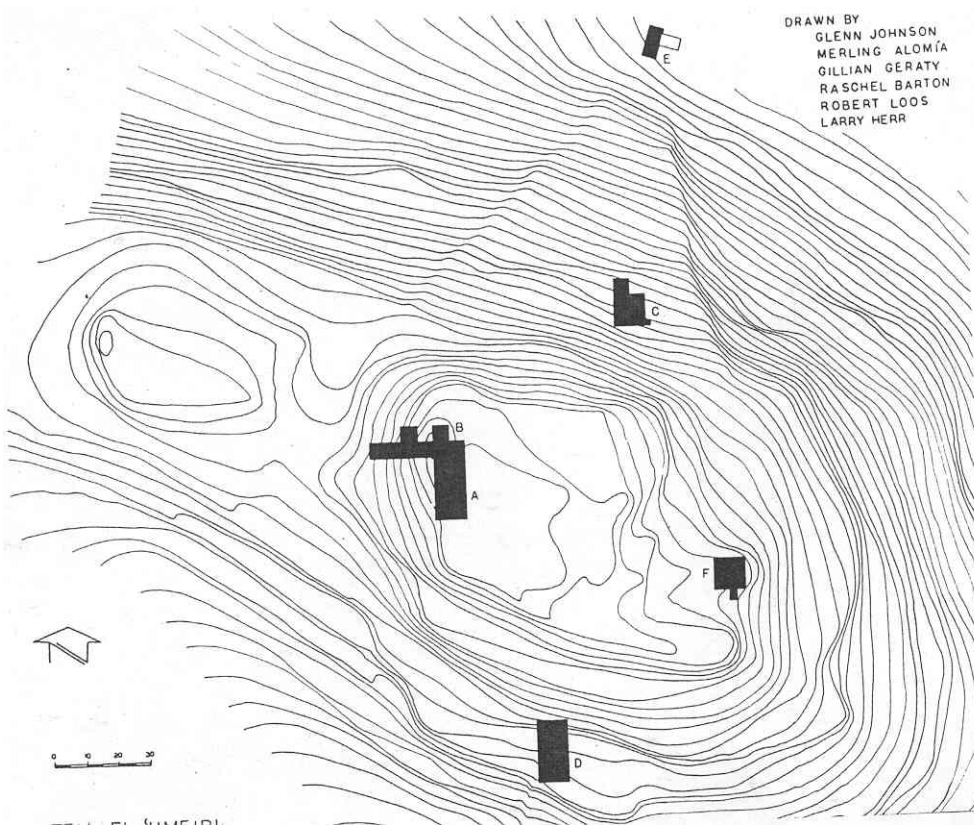 DRAWN BY
GLENN JOHNSON
MERLING ALOMÍA
GILLIAN GERATY
RASCHEL BARTON
ROBERT LOOS
LARRY HERR
E
C
B
A
F
N
0 10 20 30
D